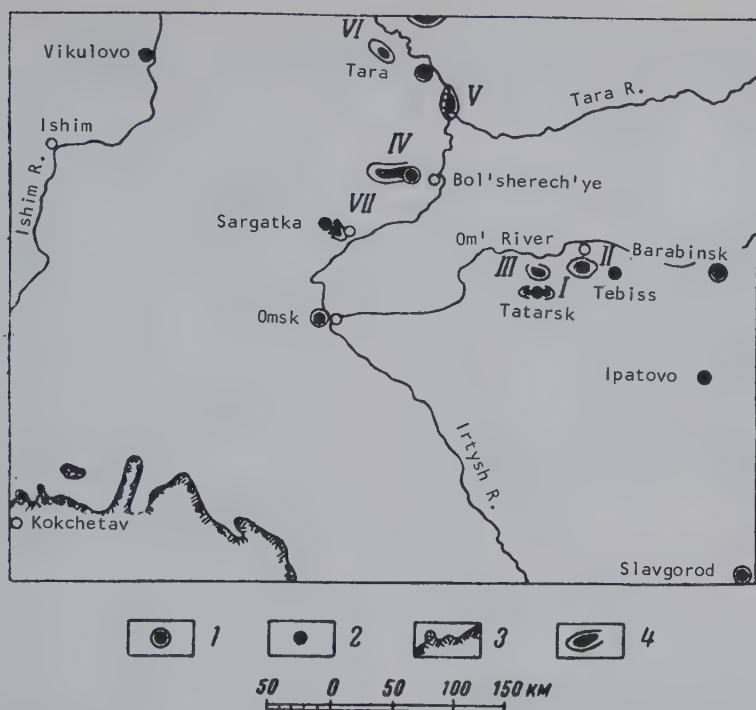 VI
Vikulovo
Tara
V
Tara R.
Ishim
IV
Bol'sherech'ye
Ishim R.
VII
Sargatka
Om' River
Barabinsk
III
II
I
Tebiss
Tatarsk
Omsk
Ipatovo
Irtysh R.
Kokchetav
Slavgorod
1 2 3 4
50 0 50 100 150 км